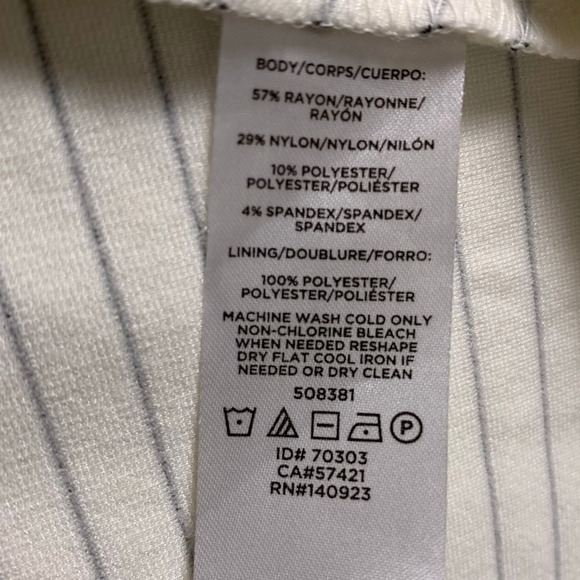 BODY/CORPS/CUERPO:
57% RAYON/RAYONNE/
RAYÓN
29% NYLON/NYLON/NILÓN
10% POLYESTER/
POLYESTER/POLIÉSTER
4% SPANDEX/SPANDEX/
SPANDEX
LINING/DOUBLURE/FORRO:
100% POLYESTER/
POLYESTER/POLIÉSTER
MACHINE WASH COLD ONLY
NON-CHLORINE BLEACH
WHEN NEEDED RESHAPE
DRY FLAT COOL IRON IF
NEEDED OR DRY CLEAN
508381
P
ID# 70303
CA#57421
RN#140923